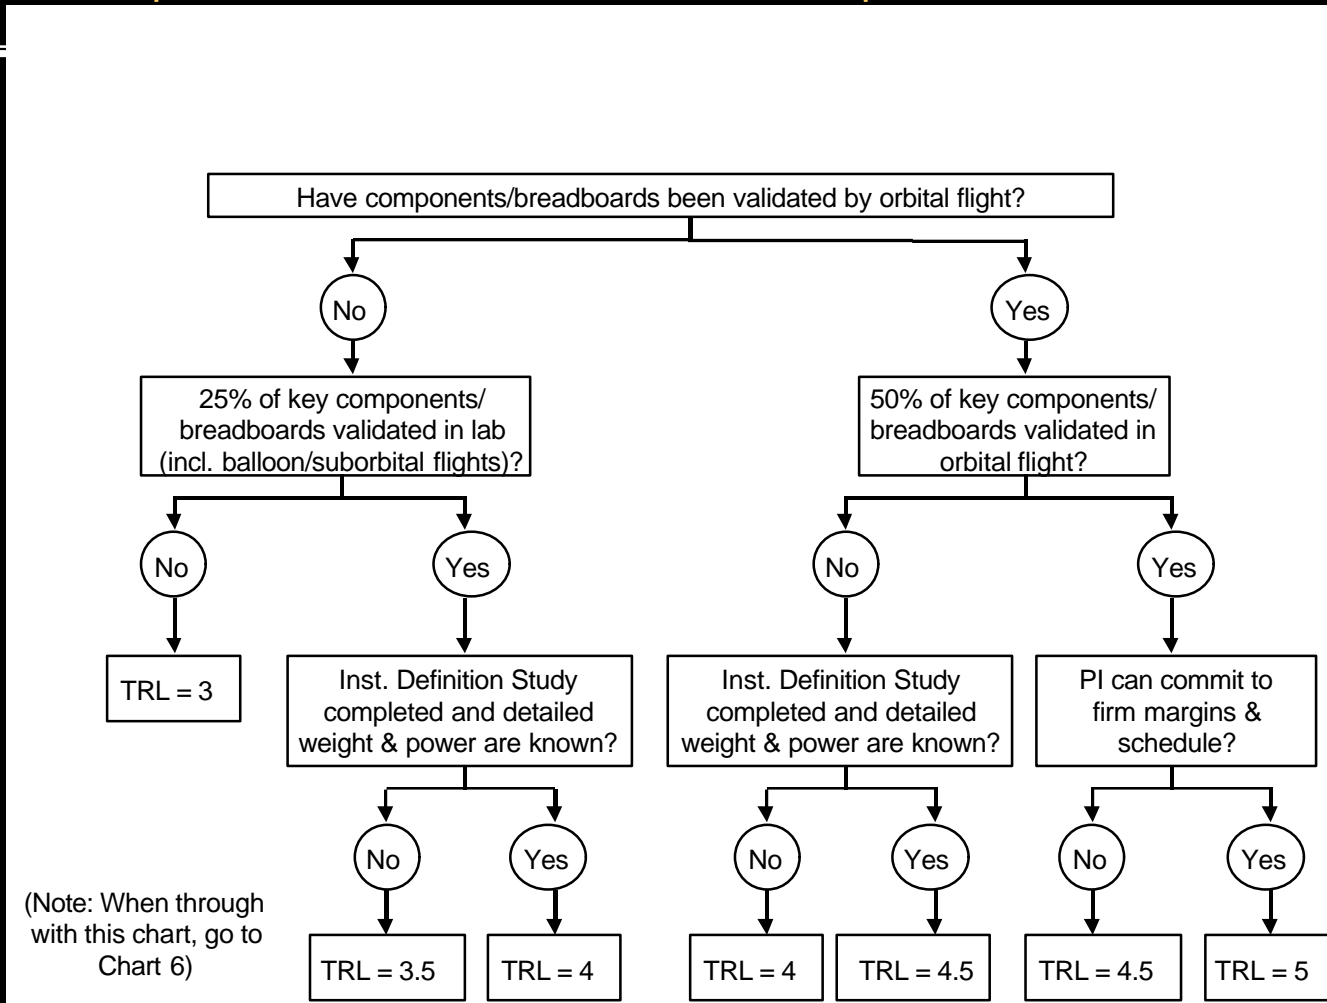 Have components/breadboards been validated by orbital flight?
No
Yes
25% of key components/
breadboards validated in lab
(incl. balloon/suborbital flights)?
50% of key components/
breadboards validated in
orbital flight?
No
Yes
No
Yes
TRL = 3
Inst. Definition Study
completed and detailed
weight & power are known?
Inst. Definition Study
completed and detailed
weight & power are known?
PI can commit to
firm margins &
schedule?
No
Yes
No
Yes
No
Yes
(Note: When through
with this chart, go to
Chart 6)
TRL = 3.5
TRL = 4
TRL = 4
TRL = 4.5
TRL = 4.5
TRL = 5